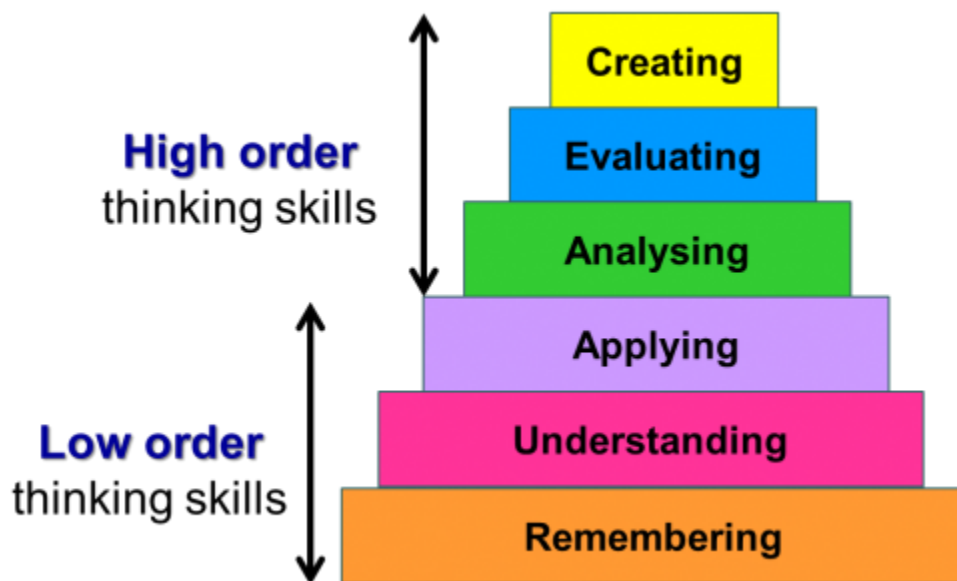 Creating
Evaluating
Analysing
Applying
Understanding
Remembering
High order
thinking skills
Low order
thinking skills